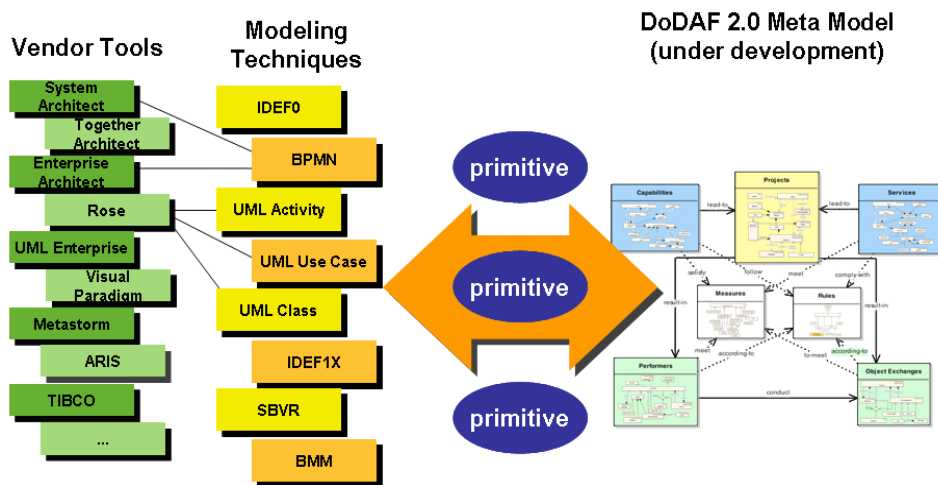 Vendor Tools
System
Architect
Together
Architect
Enterprise
Architect
Rose
UML Enterprise
Visual
Paradigm
Metastorm
ARIS
TIBCO
...
Modeling
Techniques
IDEF0
BPMN
UML Activity
UML Use Case
UML Class
IDEF1X
SBVR
BMM
primitive
primitive
primitive
DoDAF 2.0 Meta Model
(under development)
Capabilities
Projects
Services
lead-to
lead-to
satisfy
follow
meet
comply-with
Measures
Rules
result-in
result-in
meet
according-to
to-meet
according-to
Performers
Object Exchanges
conduct